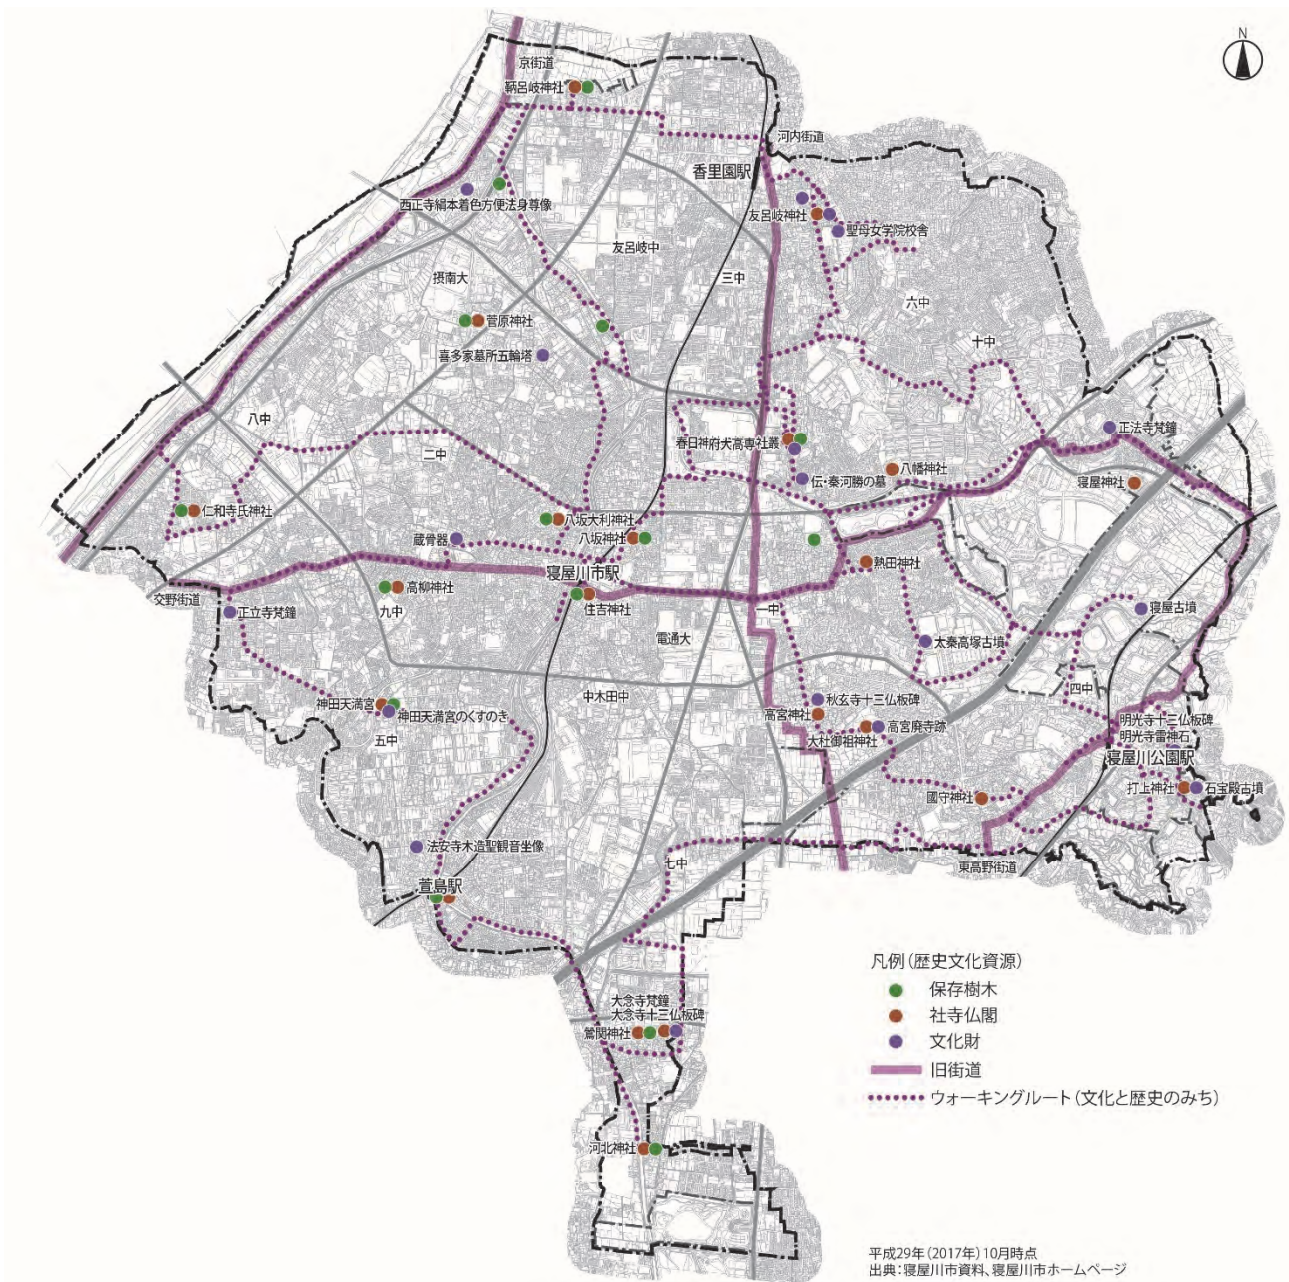 N
京街道
鞆呂岐神社
河内街道
香里園駅
西正寺絹本着色方便法身尊像
友呂岐神社
聖母女学院校舎
友呂岐中
摂南大
三中
六中
菅原神社
喜多家墓所五輪塔
十中
八中
二中
春日神社
府大高専
社叢
正法寺梵鐘
八幡神社
伝・秦河勝の墓
寝屋神社
仁和寺氏神社
八坂大利神社
蔵骨器
八坂神社
寝屋川市駅
熱田神社
交野街道
高柳神社
九中
住吉神社
一中
正立寺梵鐘
寝屋古墳
電通大
太秦高塚古墳
中木田中
四中
神田天満宮
神田天満宮のくすのき
五中
秋玄寺十三仏板碑
高宮神社
大杜御祖神社
高宮廃寺跡
明光寺十三仏板碑
明光寺雷神石
寝屋川公園駅
國守神社
打上神社
石宝殿古墳
法安寺木造聖観音坐像
七中
東高野街道
萱島駅
大念寺梵鐘
大念寺十三仏板碑
鷲関神社
河北神社
凡例(歴史文化資源)
保存樹木
社寺仏閣
文化財
旧街道
ウォーキングルート(文化と歴史のみち)
平成29年(2017年)10月時点
出典:寝屋川市資料、寝屋川市ホームページ